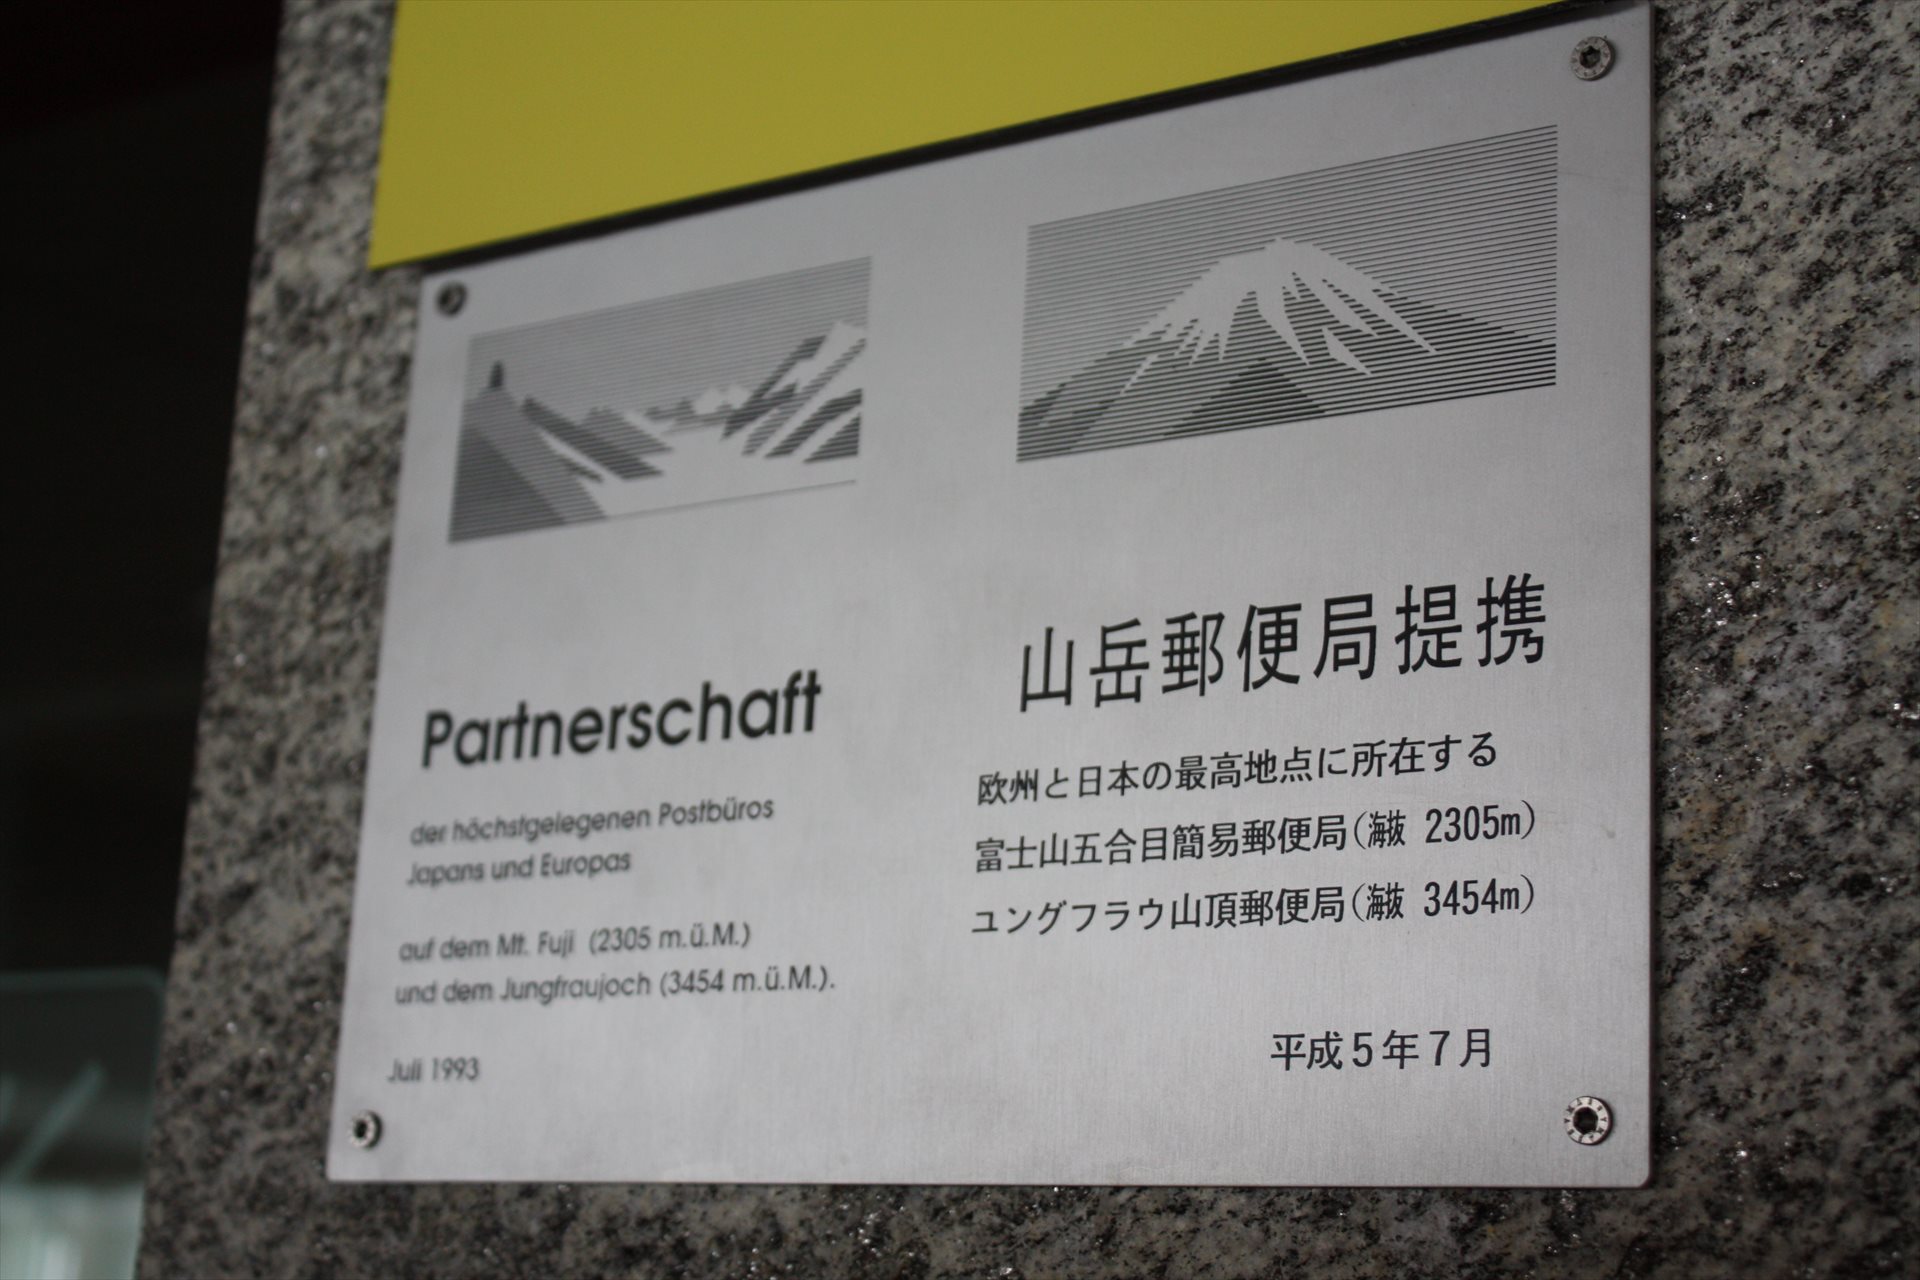 Partnerschaft
der höchstgelegenen Postbüros
Japans und Europas
auf dem Mt. Fuji (2305 m.ü.M.)
und dem Jungfraujoch (3454 m.ü.M.).
Juli 1993
山岳郵便局提携
欧州と日本の最高地点に所在する
富士山五合目簡易郵便局(海抜 2305m)
ユングフラウ山頂郵便局(海抜 3454m)
平成5年7月